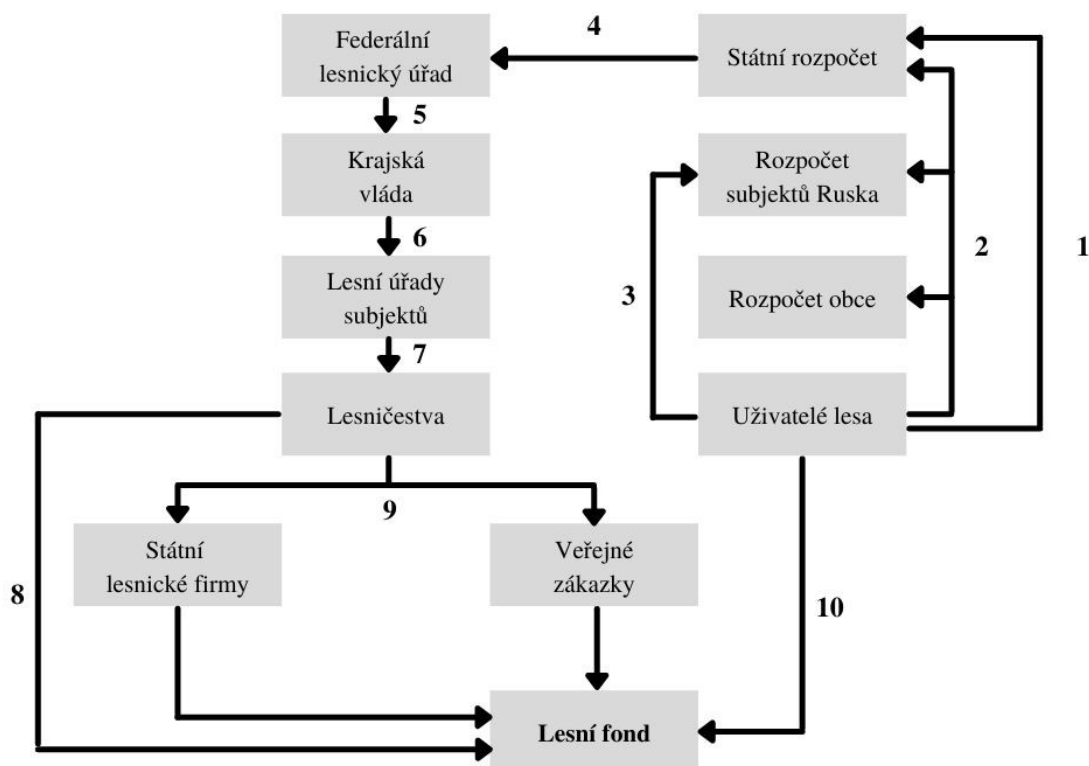 Federální
lesnický úřad
4
Státní rozpočet
5
Krajská
vláda
Rozpočet
subjektů Ruska
6
2
1
3
Lesní úřady
subjektů
Rozpočet obce
7
Lesničestva
Uživatelé lesa
9
Státní
lesnické firmy
Veřejné
zákazky
8
10
Lesní fond